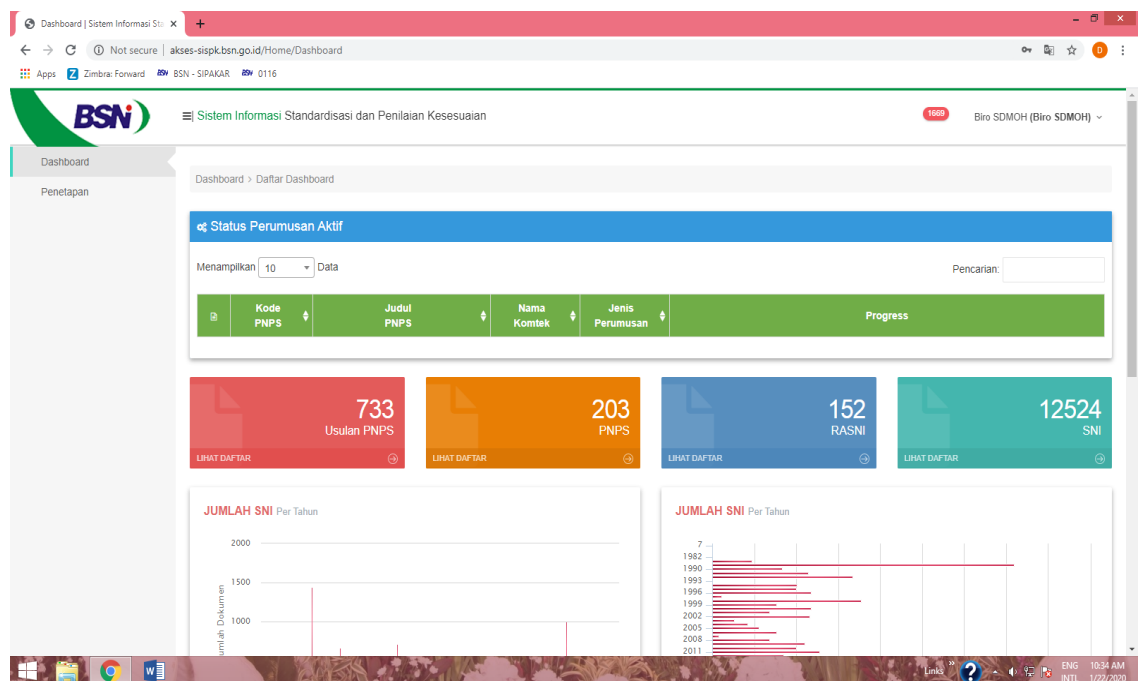 Dashboard | Sistem Informasi Sta
Not secure | akses-sispk.bsn.go.id/Home/Dashboard
D
Apps Zimbra: Forward BSN BSN - SIPAKAR BSN 0116
BSN
Sistem Informasi Standardisasi dan Penilaian Kesesuaian
1669
Biro SDMOH (Biro SDMOH)
Dashboard
Penetapan
Dashboard > Daftar Dashboard
Status Perumusan Aktif
Menampilkan 10 Data
Pencarian:
Kode PNPS
Judul PNPS
Nama Komtek
Jenis Perumusan
Progress
733
Usulan PNPS
LIHAT DAFTAR
203
PNPS
LIHAT DAFTAR
152
RASNI
LIHAT DAFTAR
12524
SNI
LIHAT DAFTAR
JUMLAH SNI Per Tahun
2000
1500
1000
umlah Dokumen
JUMLAH SNI Per Tahun
7
1982
1990
1993
1996
1999
2002
2005
2008
2011
Links
ENG
INTL
10:34 AM
1/22/2020